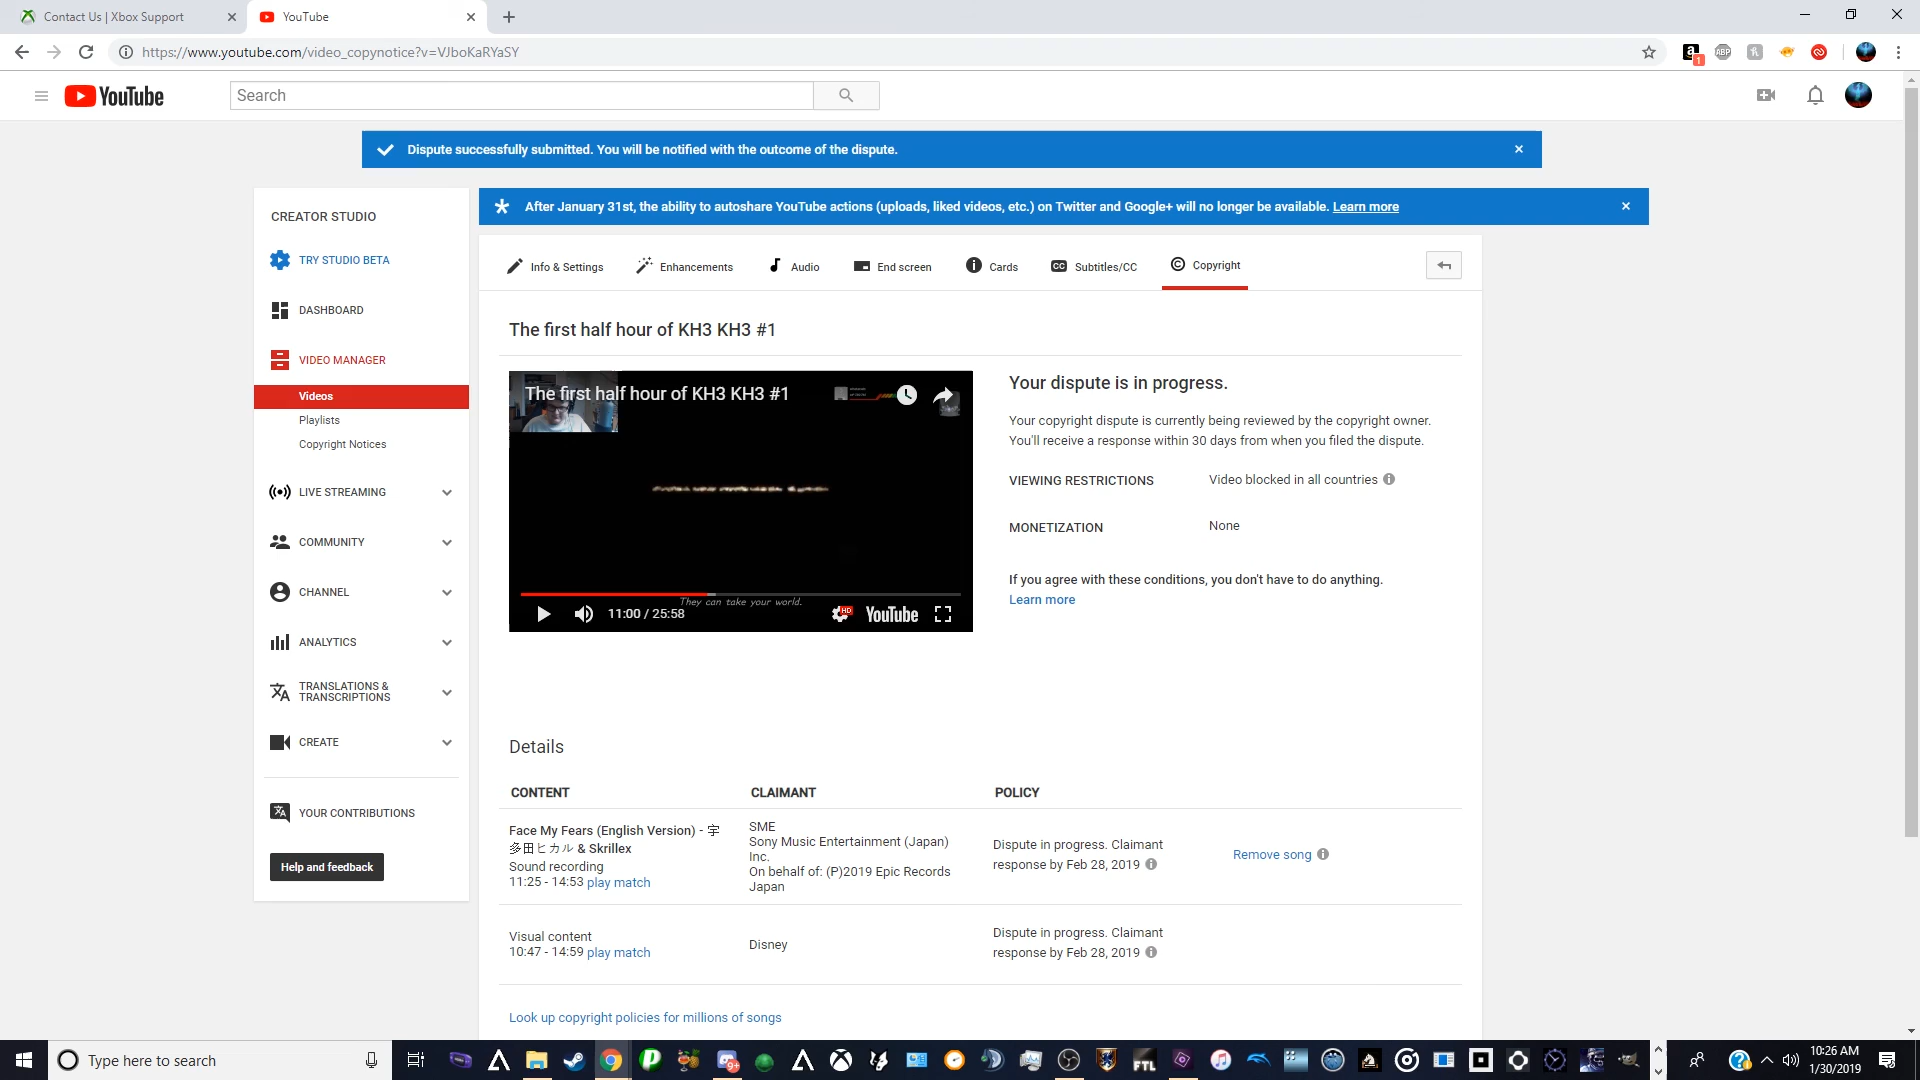 Contact Us | Xbox Support
YouTube
https://www.youtube.com/video_copynotice?v=VJboKaRYaSY
a
1
ABP
YouTube
Search
Dispute successfully submitted. You will be notified with the outcome of the dispute.
After January 31st, the ability to autoshare YouTube actions (uploads, liked videos, etc.) on Twitter and Google+ will no longer be available. Learn more
CREATOR STUDIO
TRY STUDIO BETA
DASHBOARD
VIDEO MANAGER
Videos
Playlists
Copyright Notices
LIVE STREAMING
COMMUNITY
CHANNEL
ANALYTICS
TRANSLATIONS &
TRANSCRIPTIONS
CREATE
YOUR CONTRIBUTIONS
Help and feedback
Info & Settings
Enhancements
Audio
End screen
Cards
CC
Subtitles/CC
Copyright
The first half hour of KH3 KH3 #1
The first half hour of KH3 KH3 #1
They can take your world.
11:00 / 25:58
HD
YouTube
Your dispute is in progress.
Your copyright dispute is currently being reviewed by the copyright owner.
You'll receive a response within 30 days from when you filed the dispute.
VIEWING RESTRICTIONS
Video blocked in all countries
MONETIZATION
None
If you agree with these conditions, you don't have to do anything.
Learn more
Details
CONTENT
CLAIMANT
POLICY
Face My Fears (English Version) - 宇
多田ヒカル & Skrillex
Sound recording
11:25 - 14:53 play match
SME
Sony Music Entertainment (Japan)
Inc.
On behalf of: (P)2019 Epic Records
Japan
Dispute in progress. Claimant
response by Feb 28, 2019
Remove song
Visual content
10:47 - 14:59 play match
Disney
Dispute in progress. Claimant
response by Feb 28, 2019
Look up copyright policies for millions of songs
Type here to search
9+
FTL
10:26 AM
1/30/2019